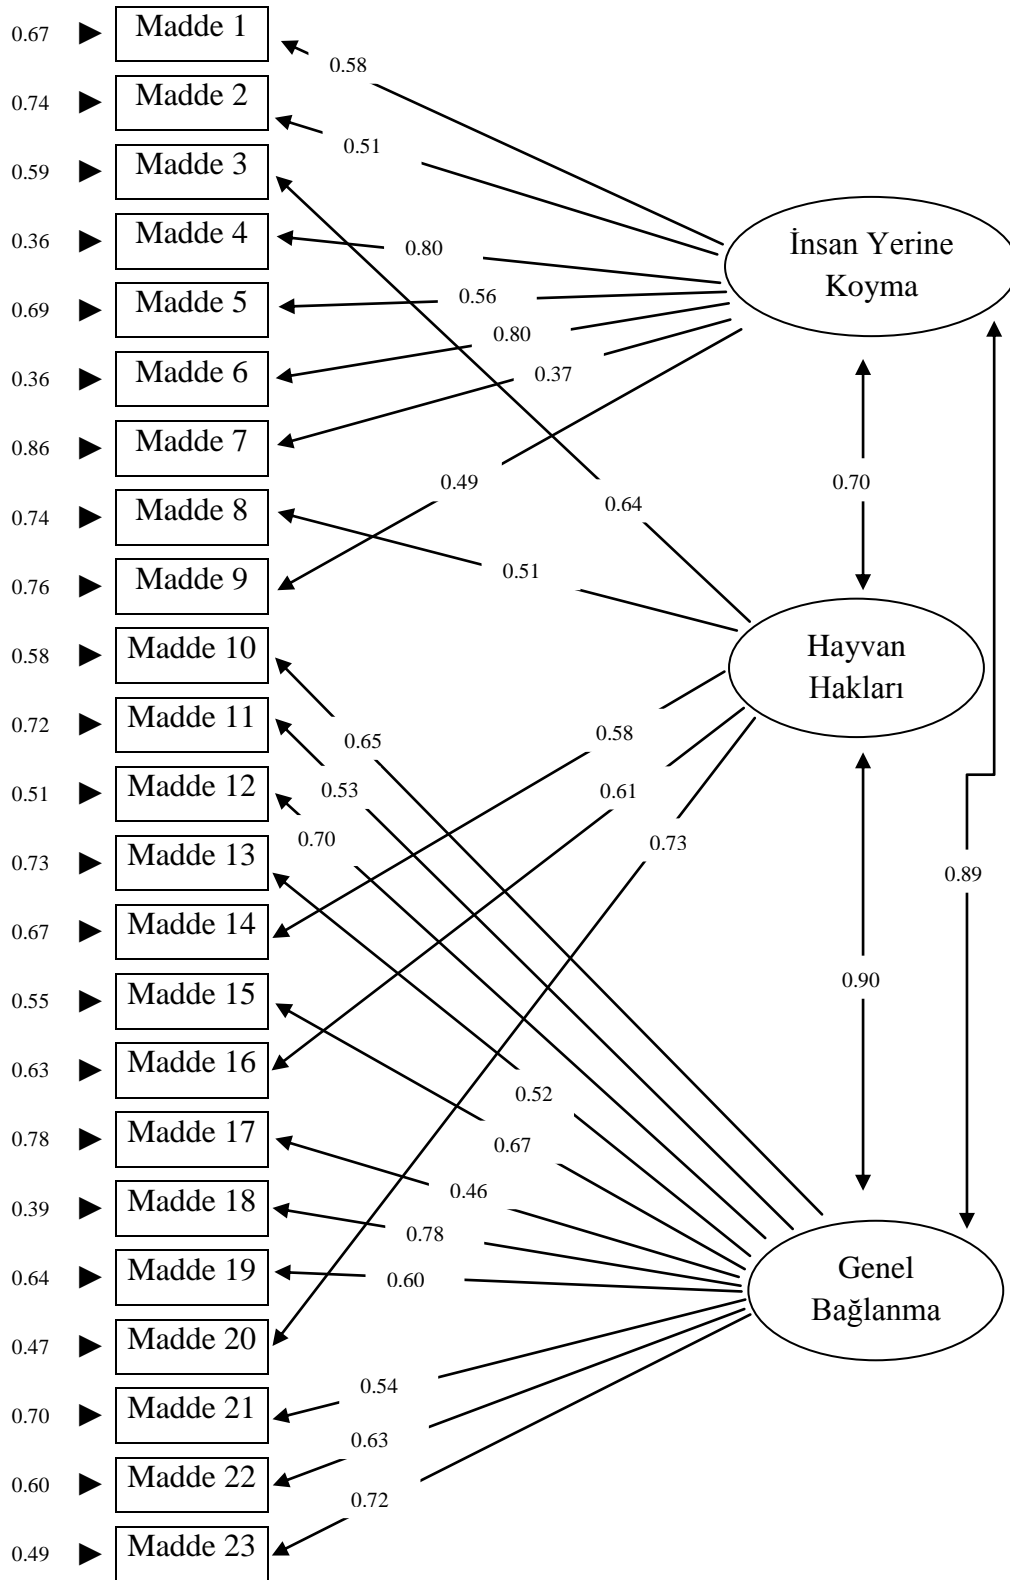 0.67 Madde 1
0.58
0.74 Madde 2
0.51
0.59 Madde 3
0.36 Madde 4
0.80
İnsan Yerine
Koyma
0.69 Madde 5
0.56
0.36 Madde 6
0.80
0.37
0.86 Madde 7
0.49
0.70
0.74 Madde 8
0.64
0.76 Madde 9
0.51
0.58 Madde 10
Hayvan
Hakları
0.72 Madde 11
0.65
0.58
0.51 Madde 12
0.53
0.61
0.70
0.73
0.73 Madde 13
0.89
0.67 Madde 14
0.55 Madde 15
0.90
0.63 Madde 16
0.52
0.78 Madde 17
0.67
0.46
0.39 Madde 18
0.78
0.64 Madde 19
0.60
Genel
Bağlanma
0.47 Madde 20
0.54
0.70 Madde 21
0.63
0.60 Madde 22
0.72
0.49 Madde 23